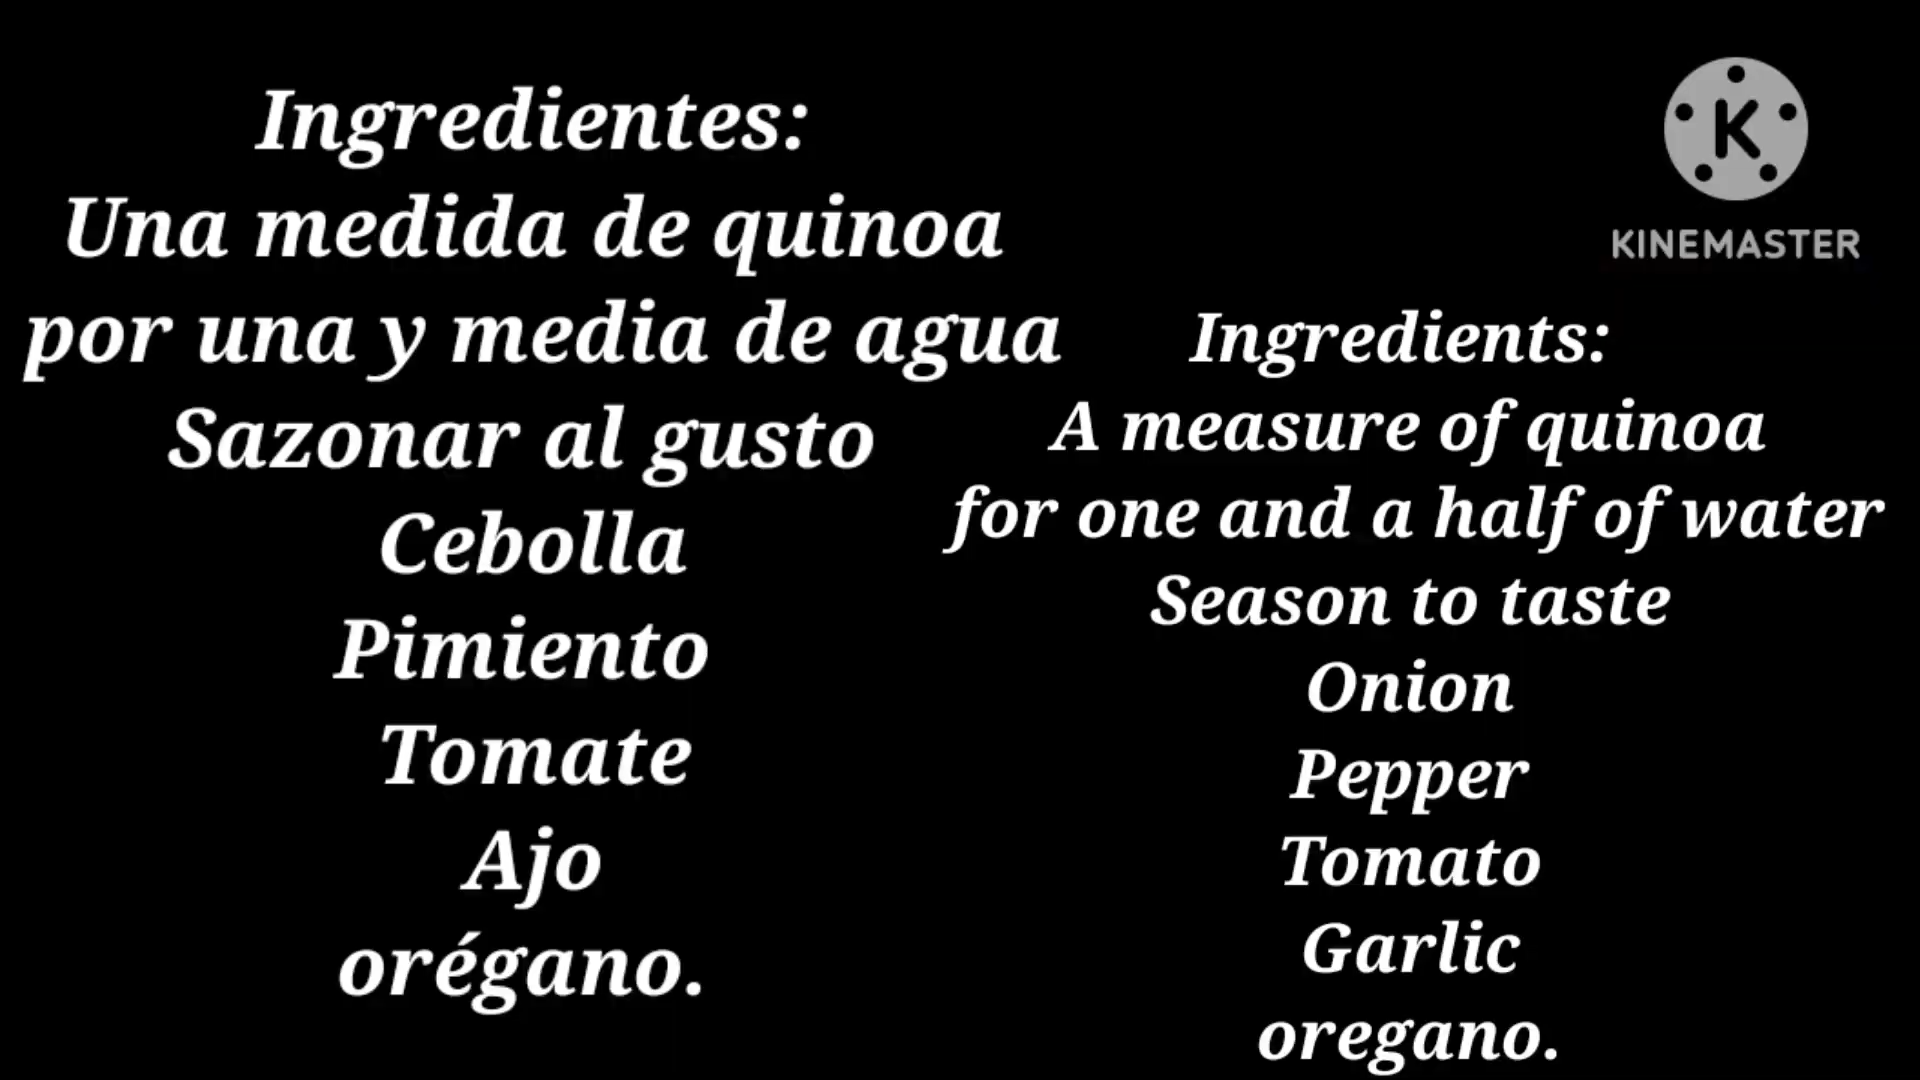 Ingredientes:
Una medida de quinoa
por una y media de agua
Sazonar al gusto
Cebolla
Pimiento
Tomate
Ajo
orégano.
K
KINEMASTER
Ingredients:
A measure of quinoa
for one and a half of water
Season to taste
Onion
Pepper
Tomato
Garlic
oregano.